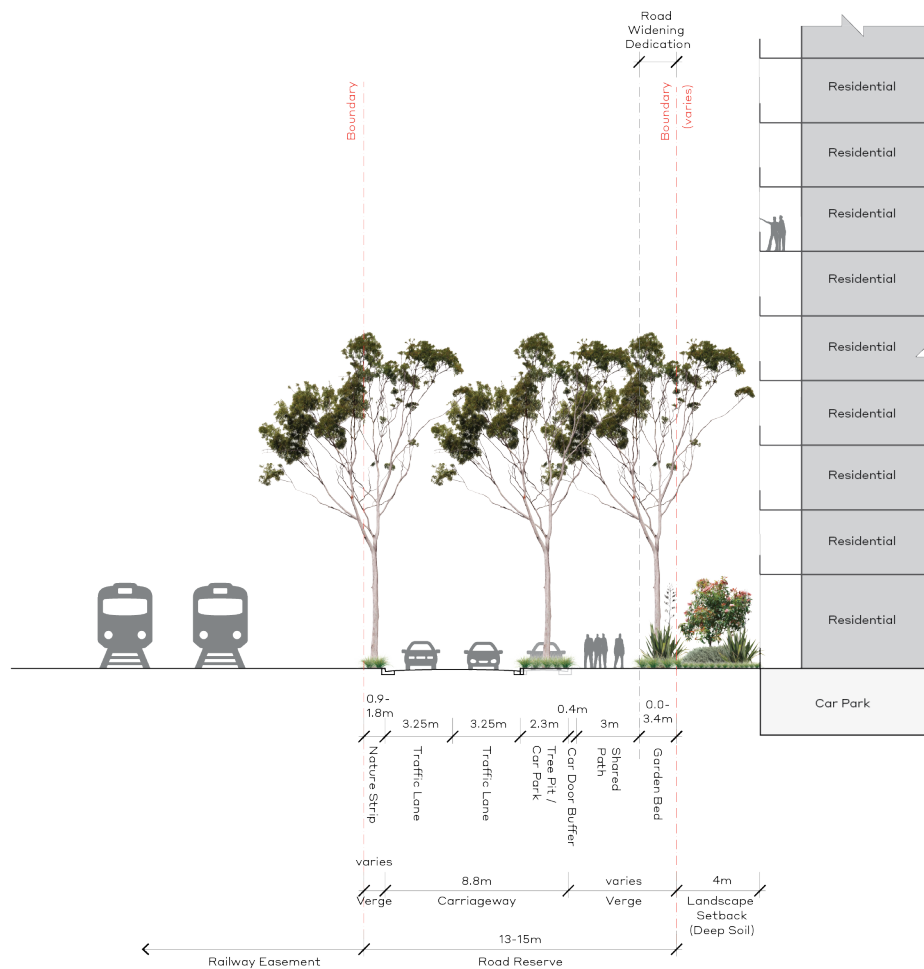 Road
Widening
Dedication
Boundary
Boundary
(varies)
Residential
Residential
Residential
Residential
Residential
Residential
Residential
Residential
Residential
Car Park
0.9-
1.8m
3.25m
3.25m
2.3m
0.4m
3m
0.0-
3.4m
Nature Strip
Traffic Lane
Traffic Lane
Tree Pit /
Car Park
Car Door Buffer
Shared
Path
Garden Bed
varies
8.8m
varies
4m
Verge
Carriageway
Verge
Landscape
Setback
(Deep Soil)
13-15m
Railway Easement
Road Reserve